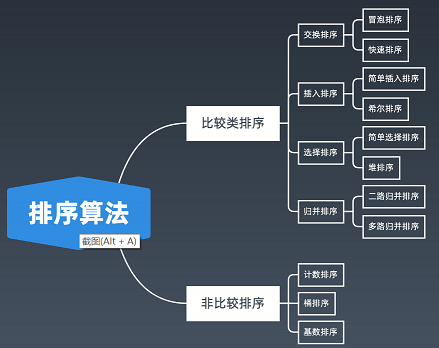 排序算法
截图(Alt + A)
比较类排序
交换排序
冒泡排序
快速排序
插入排序
简单插入排序
希尔排序
选择排序
简单选择排序
堆排序
归并排序
二路归并排序
多路归并排序
非比较排序
计数排序
桶排序
基数排序